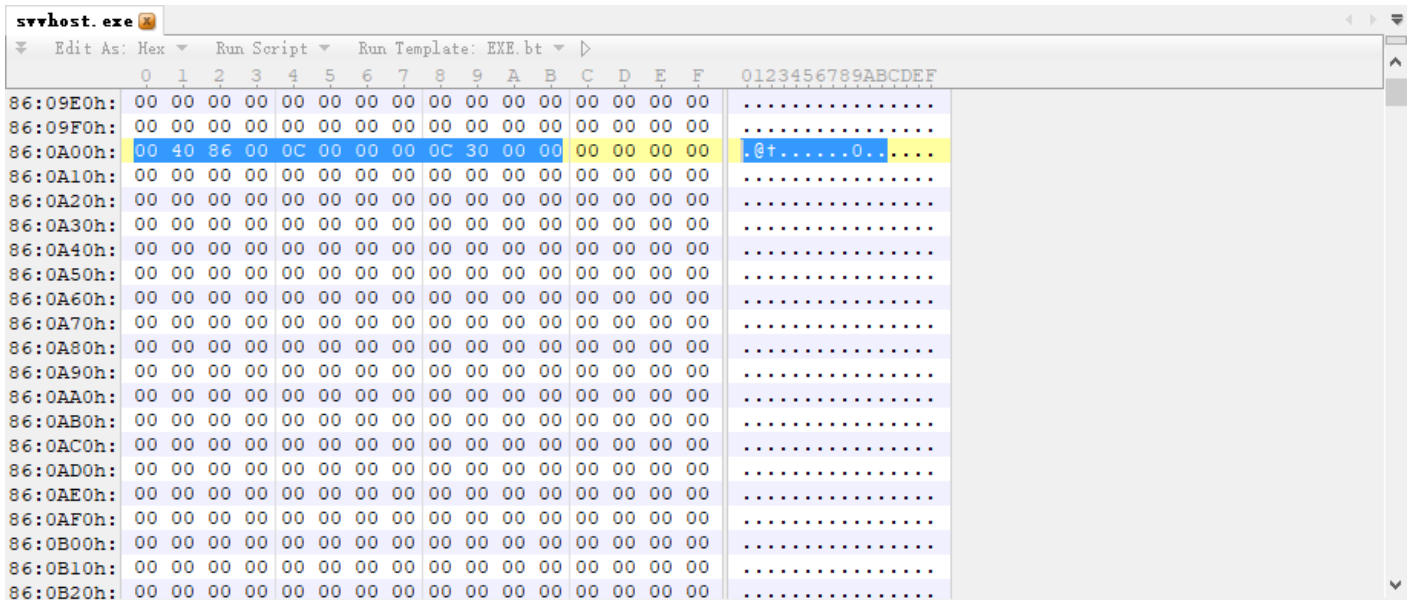 svvhost.exe
Edit As: Hex Run Script Run Template: EXE.bt
0 1 2 3 4 5 6 7 8 9 A B C D E F 0123456789ABCDEF
86:09E0h: 00 00 00 00 00 00 00 00 00 00 00 00 00 00 00 00 ................
86:09F0h: 00 00 00 00 00 00 00 00 00 00 00 00 00 00 00 00 ................
86:0A00h: 00 40 86 00 0C 00 00 00 0C 30 00 00 00 00 00 00 .@†......0......
86:0A10h: 00 00 00 00 00 00 00 00 00 00 00 00 00 00 00 00 ................
86:0A20h: 00 00 00 00 00 00 00 00 00 00 00 00 00 00 00 00 ................
86:0A30h: 00 00 00 00 00 00 00 00 00 00 00 00 00 00 00 00 ................
86:0A40h: 00 00 00 00 00 00 00 00 00 00 00 00 00 00 00 00 ................
86:0A50h: 00 00 00 00 00 00 00 00 00 00 00 00 00 00 00 00 ................
86:0A60h: 00 00 00 00 00 00 00 00 00 00 00 00 00 00 00 00 ................
86:0A70h: 00 00 00 00 00 00 00 00 00 00 00 00 00 00 00 00 ................
86:0A80h: 00 00 00 00 00 00 00 00 00 00 00 00 00 00 00 00 ................
86:0A90h: 00 00 00 00 00 00 00 00 00 00 00 00 00 00 00 00 ................
86:0AA0h: 00 00 00 00 00 00 00 00 00 00 00 00 00 00 00 00 ................
86:0AB0h: 00 00 00 00 00 00 00 00 00 00 00 00 00 00 00 00 ................
86:0AC0h: 00 00 00 00 00 00 00 00 00 00 00 00 00 00 00 00 ................
86:0AD0h: 00 00 00 00 00 00 00 00 00 00 00 00 00 00 00 00 ................
86:0AE0h: 00 00 00 00 00 00 00 00 00 00 00 00 00 00 00 00 ................
86:0AF0h: 00 00 00 00 00 00 00 00 00 00 00 00 00 00 00 00 ................
86:0B00h: 00 00 00 00 00 00 00 00 00 00 00 00 00 00 00 00 ................
86:0B10h: 00 00 00 00 00 00 00 00 00 00 00 00 00 00 00 00 ................
86:0B20h: 00 00 00 00 00 00 00 00 00 00 00 00 00 00 00 00 ................